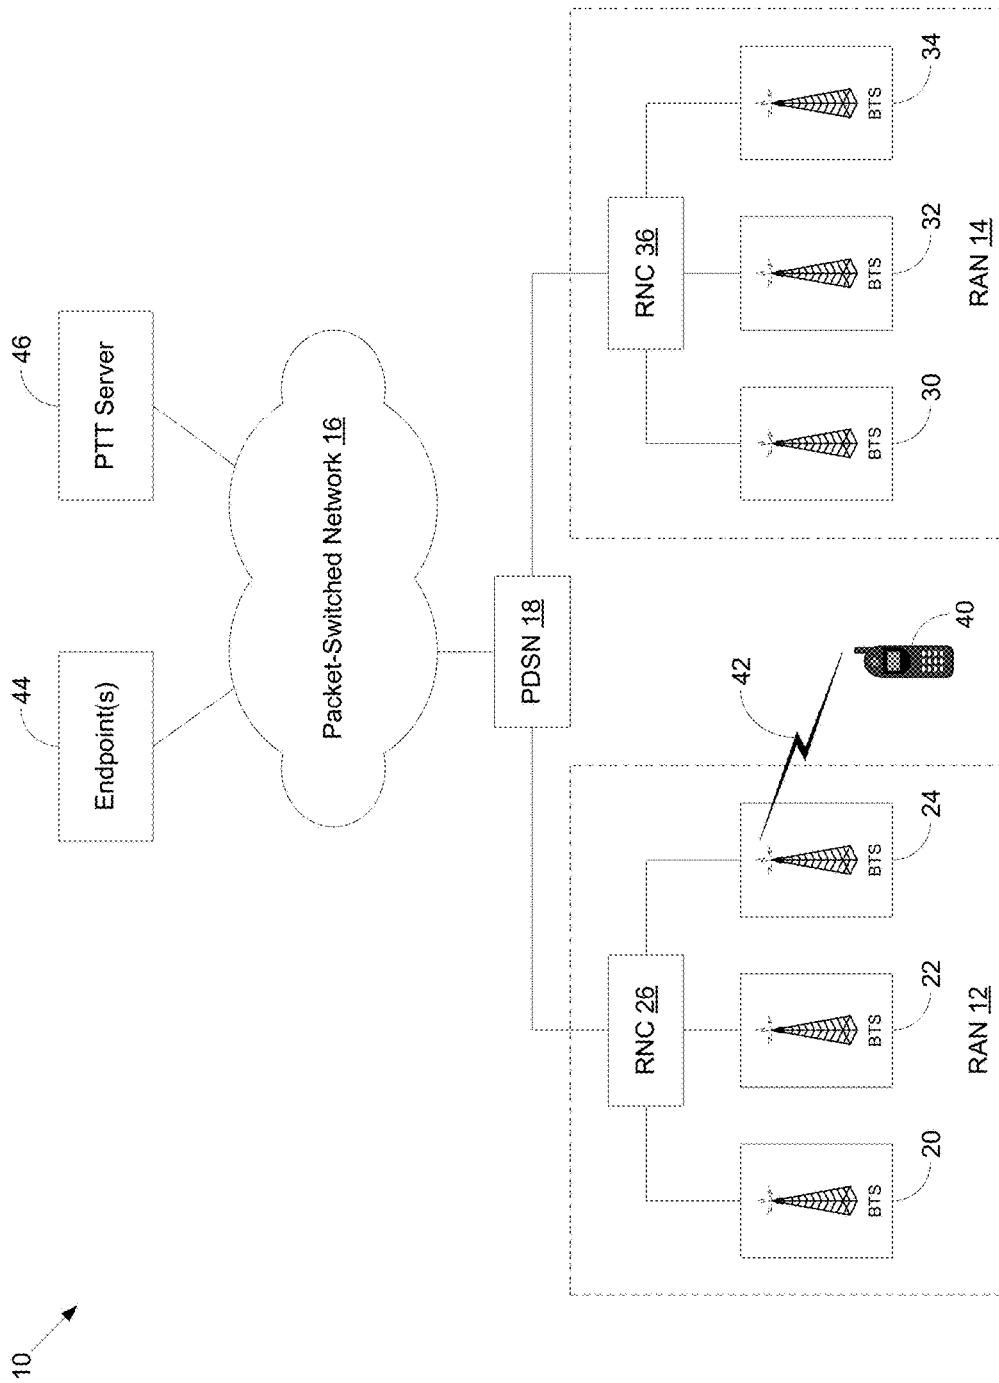 10
44
46
Endpoint(s)
PTT Server
Packet-Switched Network 16
PDSN 18
RNC 26
RNC 36
42
BTS
BTS
BTS
BTS
BTS
BTS
20
22
24
40
30
32
34
RAN 12
RAN 14